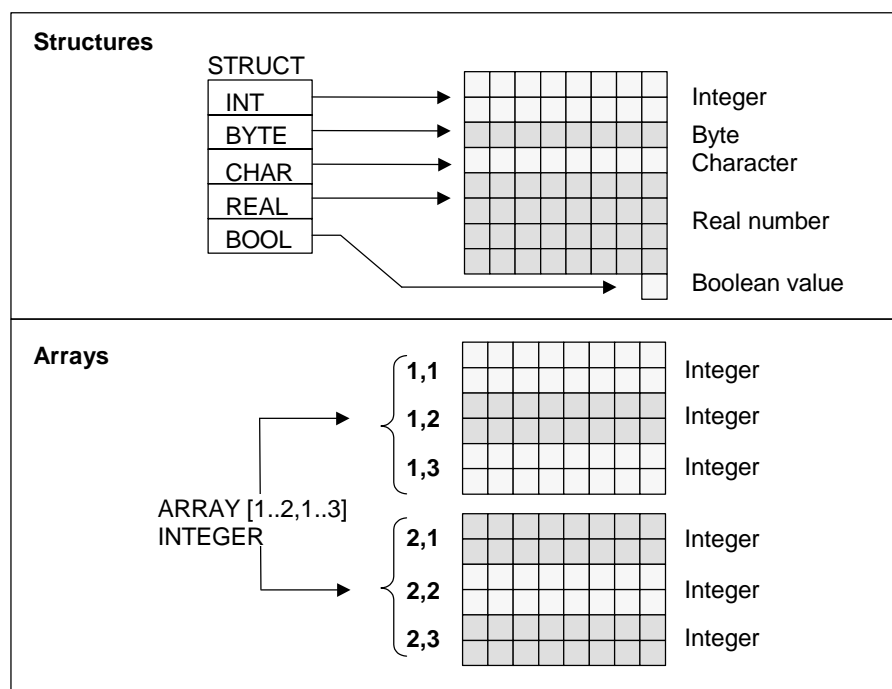 Structures
STRUCT
INT
BYTE
CHAR
REAL
BOOL
Integer
Byte
Character
Real number
Boolean value
Arrays
ARRAY [1..2,1..3]
INTEGER
1,1
Integer
1,2
Integer
1,3
Integer
2,1
Integer
2,2
Integer
2,3
Integer